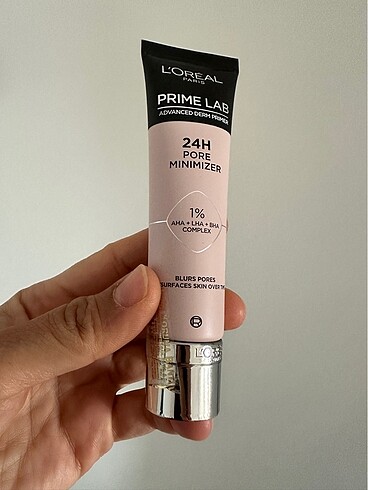 L'ORÉAL
PARIS
PRIME LAB
ADVANCED DERM PRIMER
24H
PORE
MINIMIZER
1%
AHA + LHA + BHA
COMPLEX
BLURS PORES
SURFACES SKIN OVER
L'OR